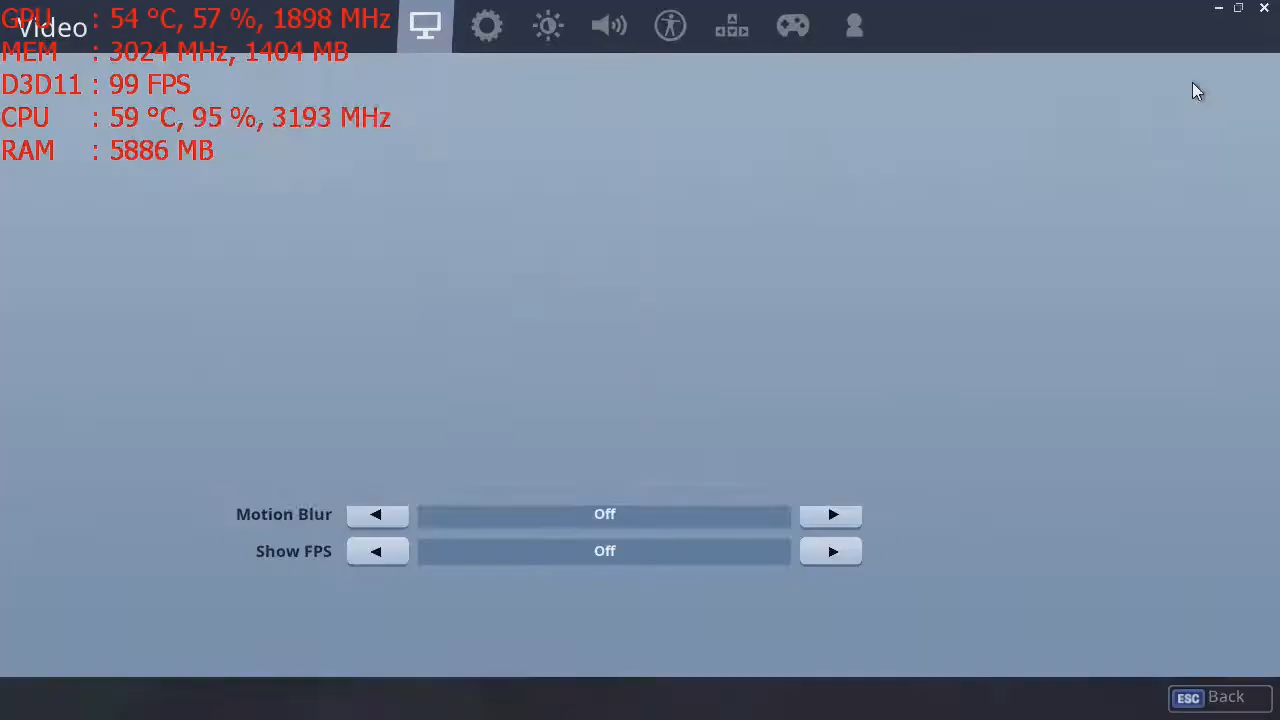 Video
GPU : 54 °C, 57 %, 1898 MHz
MEM : 3024 MHz, 1404 MB
D3D11 : 99 FPS
CPU : 59 °C, 95 %, 3193 MHz
RAM : 5886 MB
Motion Blur Off
Show FPS Off
ESC Back